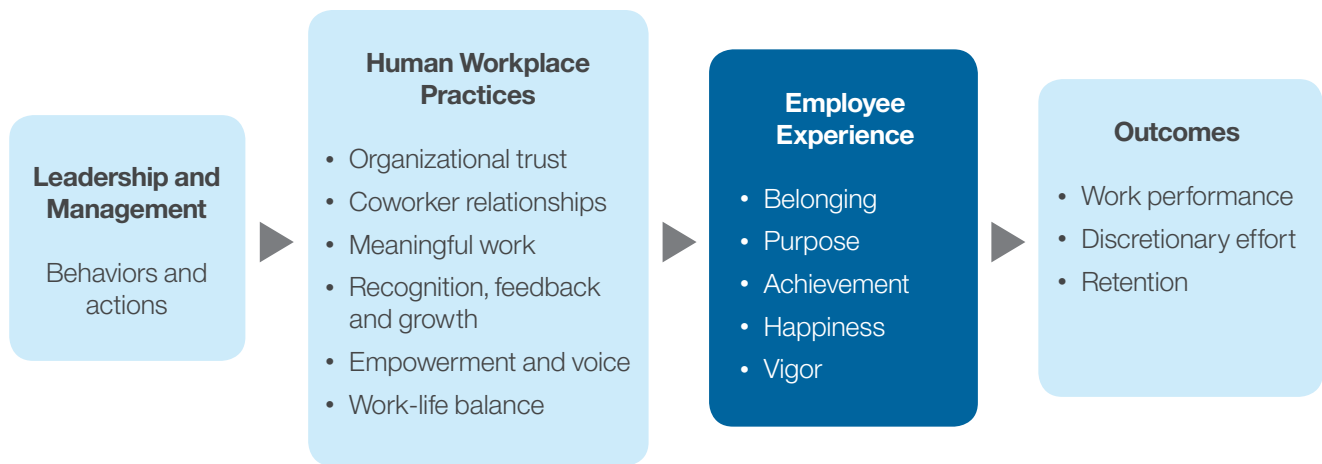 Leadership and
Management
Behaviors and
actions
Human Workplace
Practices
• Organizational trust
• Coworker relationships
• Meaningful work
• Recognition, feedback
and growth
• Empowerment and voice
• Work-life balance
Employee
Experience
• Belonging
• Purpose
• Achievement
• Happiness
• Vigor
Outcomes
• Work performance
• Discretionary effort
• Retention